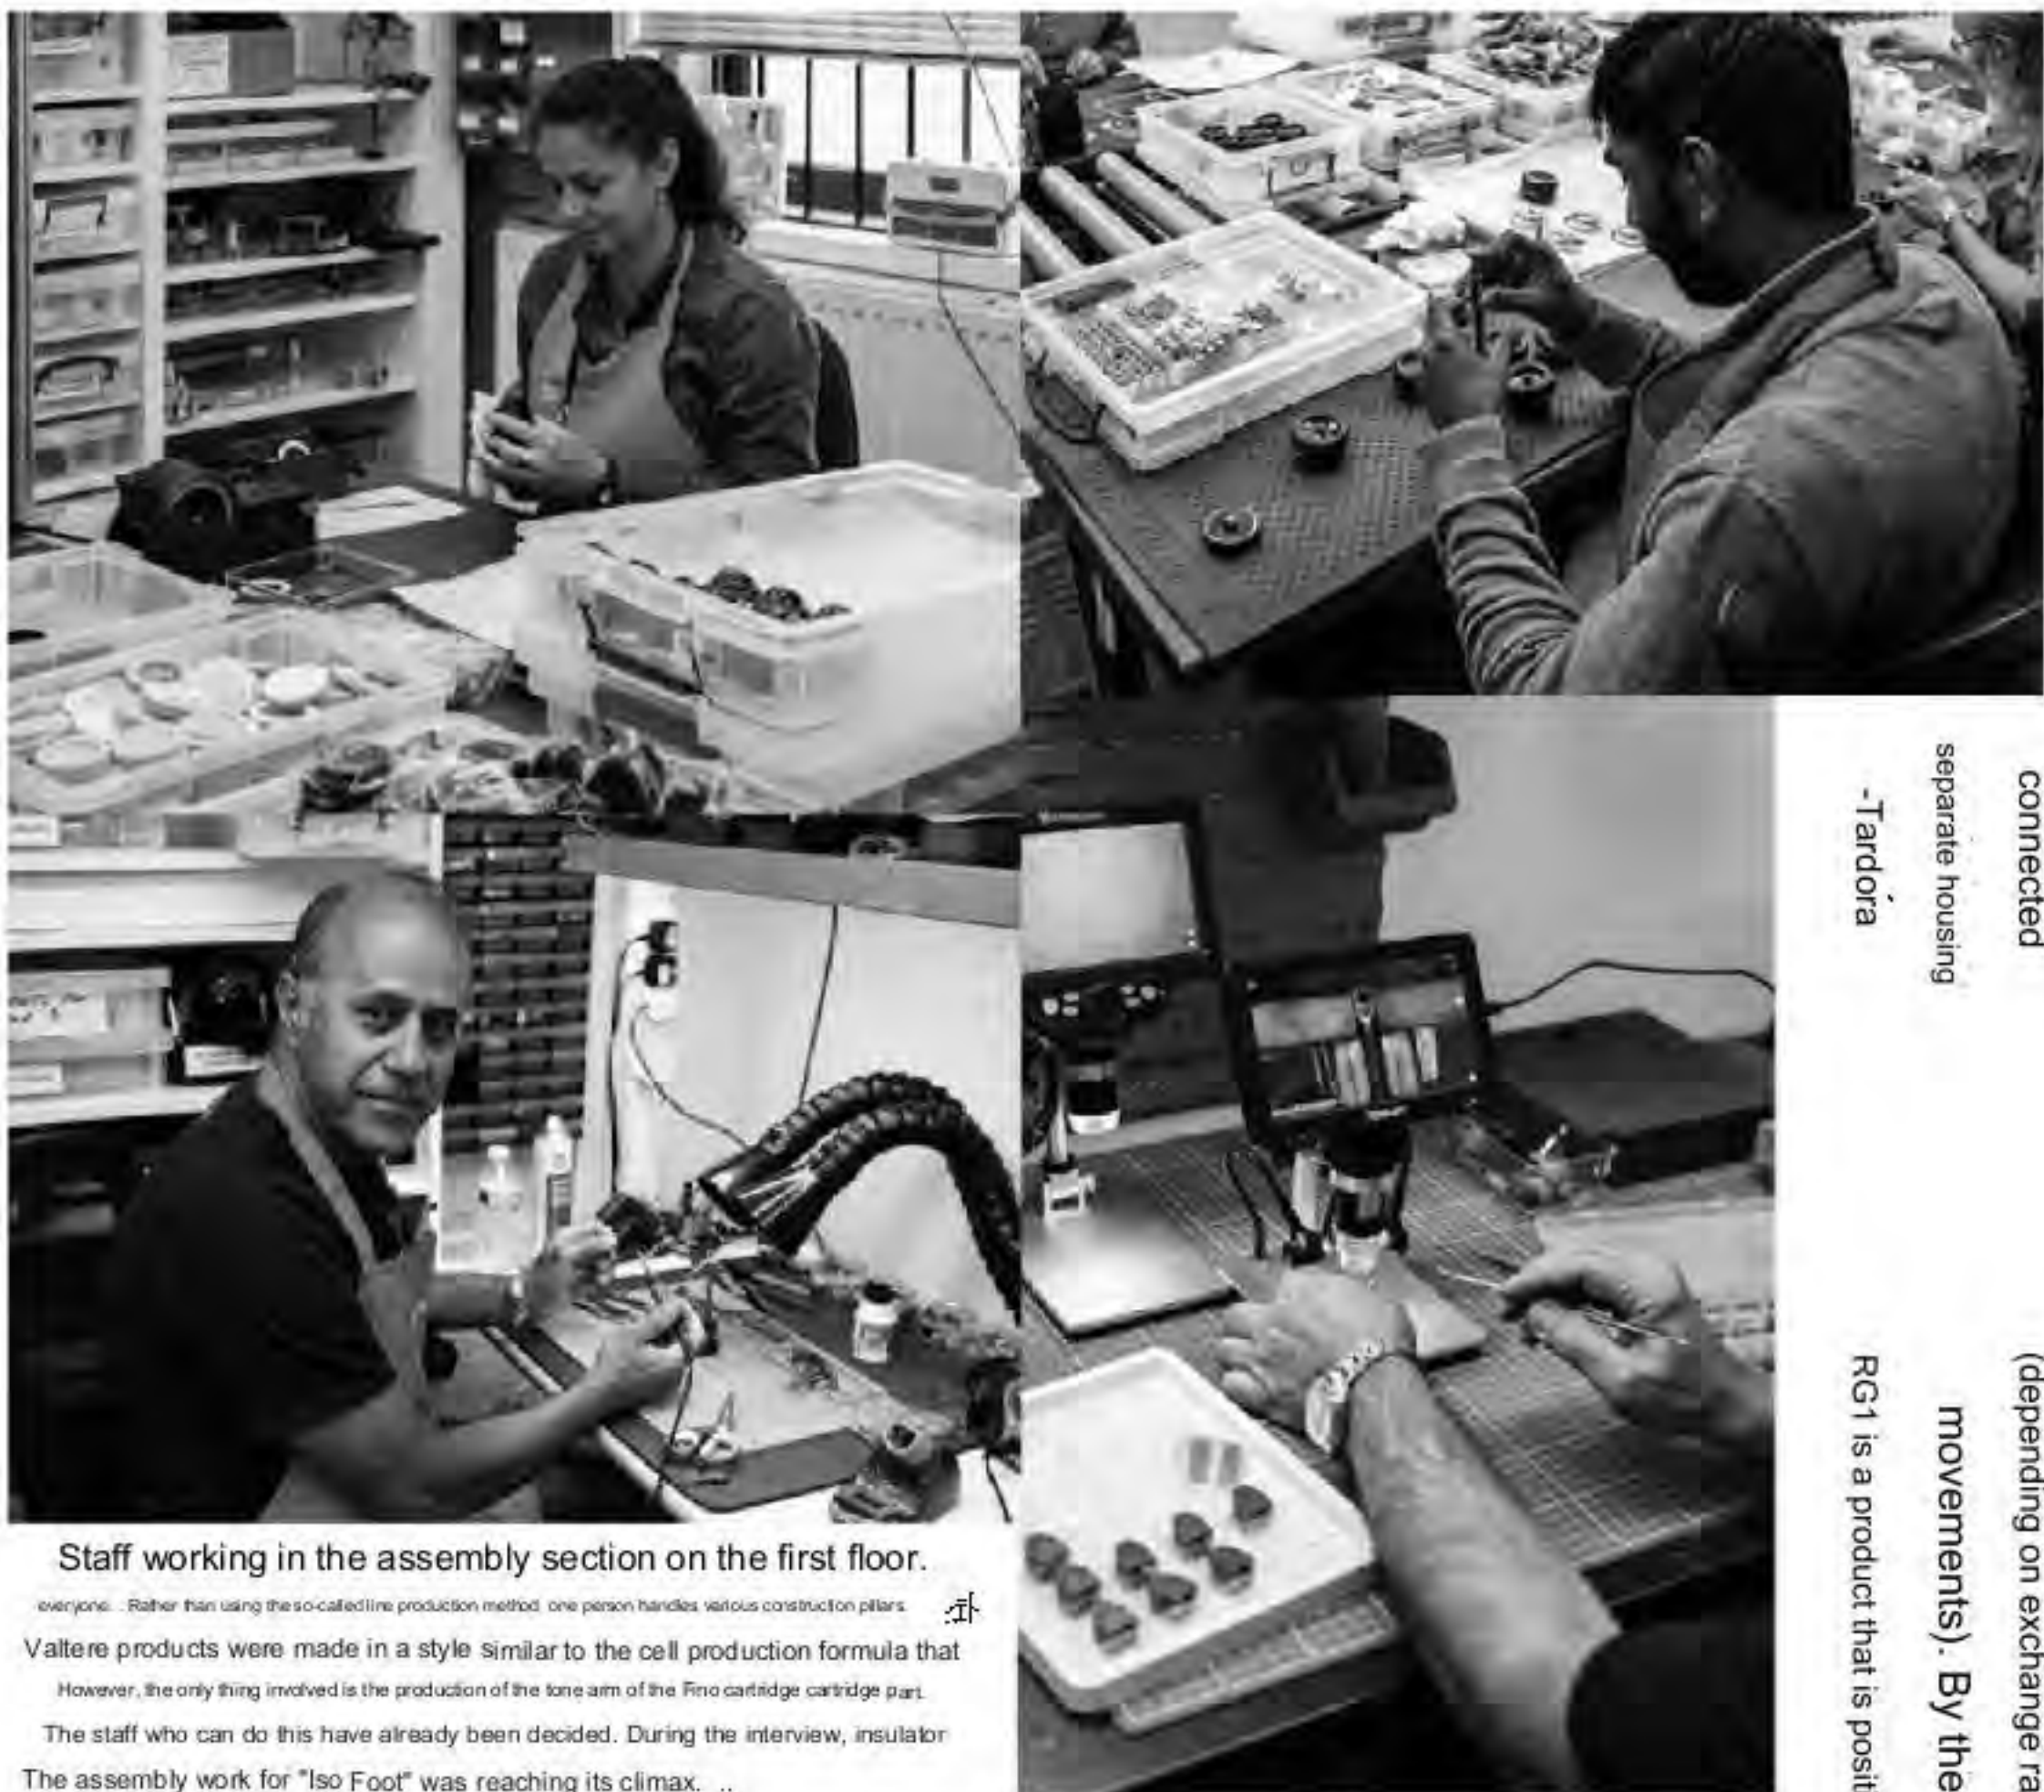 Staff working in the assembly section on the first floor.
everyone. . Rather than using the so-called line production method, one person handles various construction pillars.
Valtere products were made in a style similar to the cell production formula that
However, the only thing involved is the production of the tone arm of the Fino cartridge cartridge part.
The staff who can do this have already been decided. During the interview, insulator
The assembly work for "Iso Foot" was reaching its climax. ..
connected
(depending on exchange ra
separate housing
movements). By the
-Tardóra
RG1 is a product that is posit